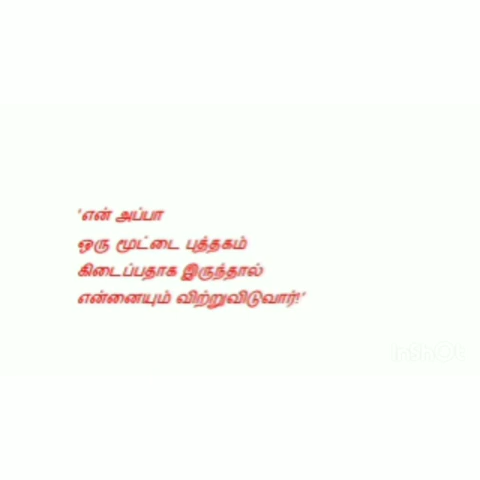 'என் அப்பா
ஒரு மூட்டை புத்தகம்
கிடைப்பதாக இருந்தால்
என்னையும் விற்றுவிடுவார்!'